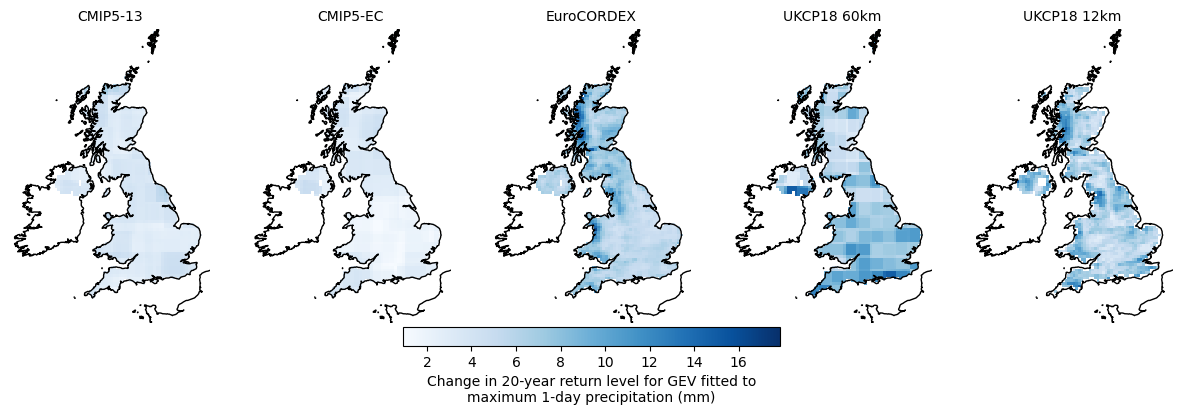 CMIP5-13 CMIP5-EC EuroCORDEX UKCP18 60km UKCP18 12km
2 4 6 8 10 12 14 16
Change in 20-year return level for GEV fitted to
maximum 1-day precipitation (mm)